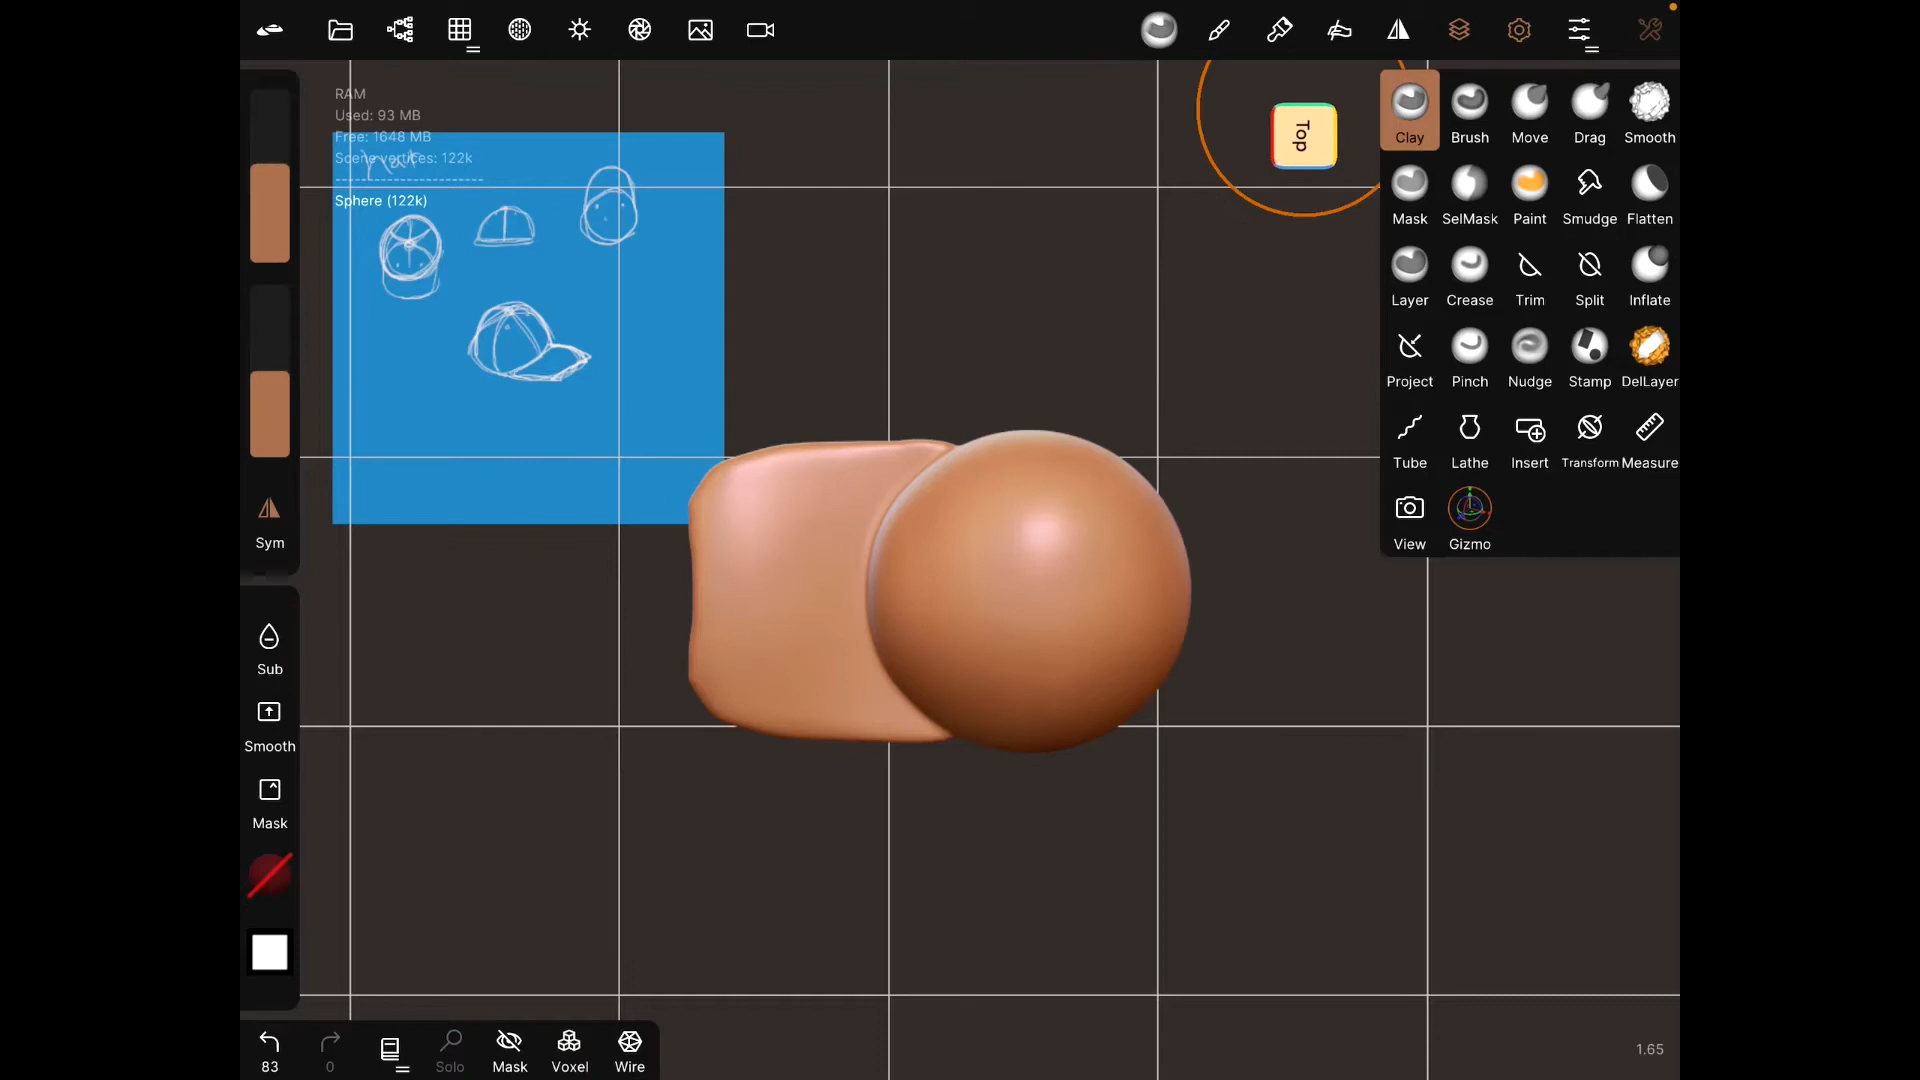 RAM
Used: 93 MB
Free: 1648 MB
Scene vertices: 122k
hat
Sphere (122k)
Top
Clay Brush Move Drag Smooth
Mask SelMask Paint Smudge Flatten
Layer Crease Trim Split Inflate
Project Pinch Nudge Stamp DelLayer
Tube Lathe Insert Transform Measure
View Gizmo
Sym
Sub
Smooth
Mask
83 0 Solo Mask Voxel Wire
1.65